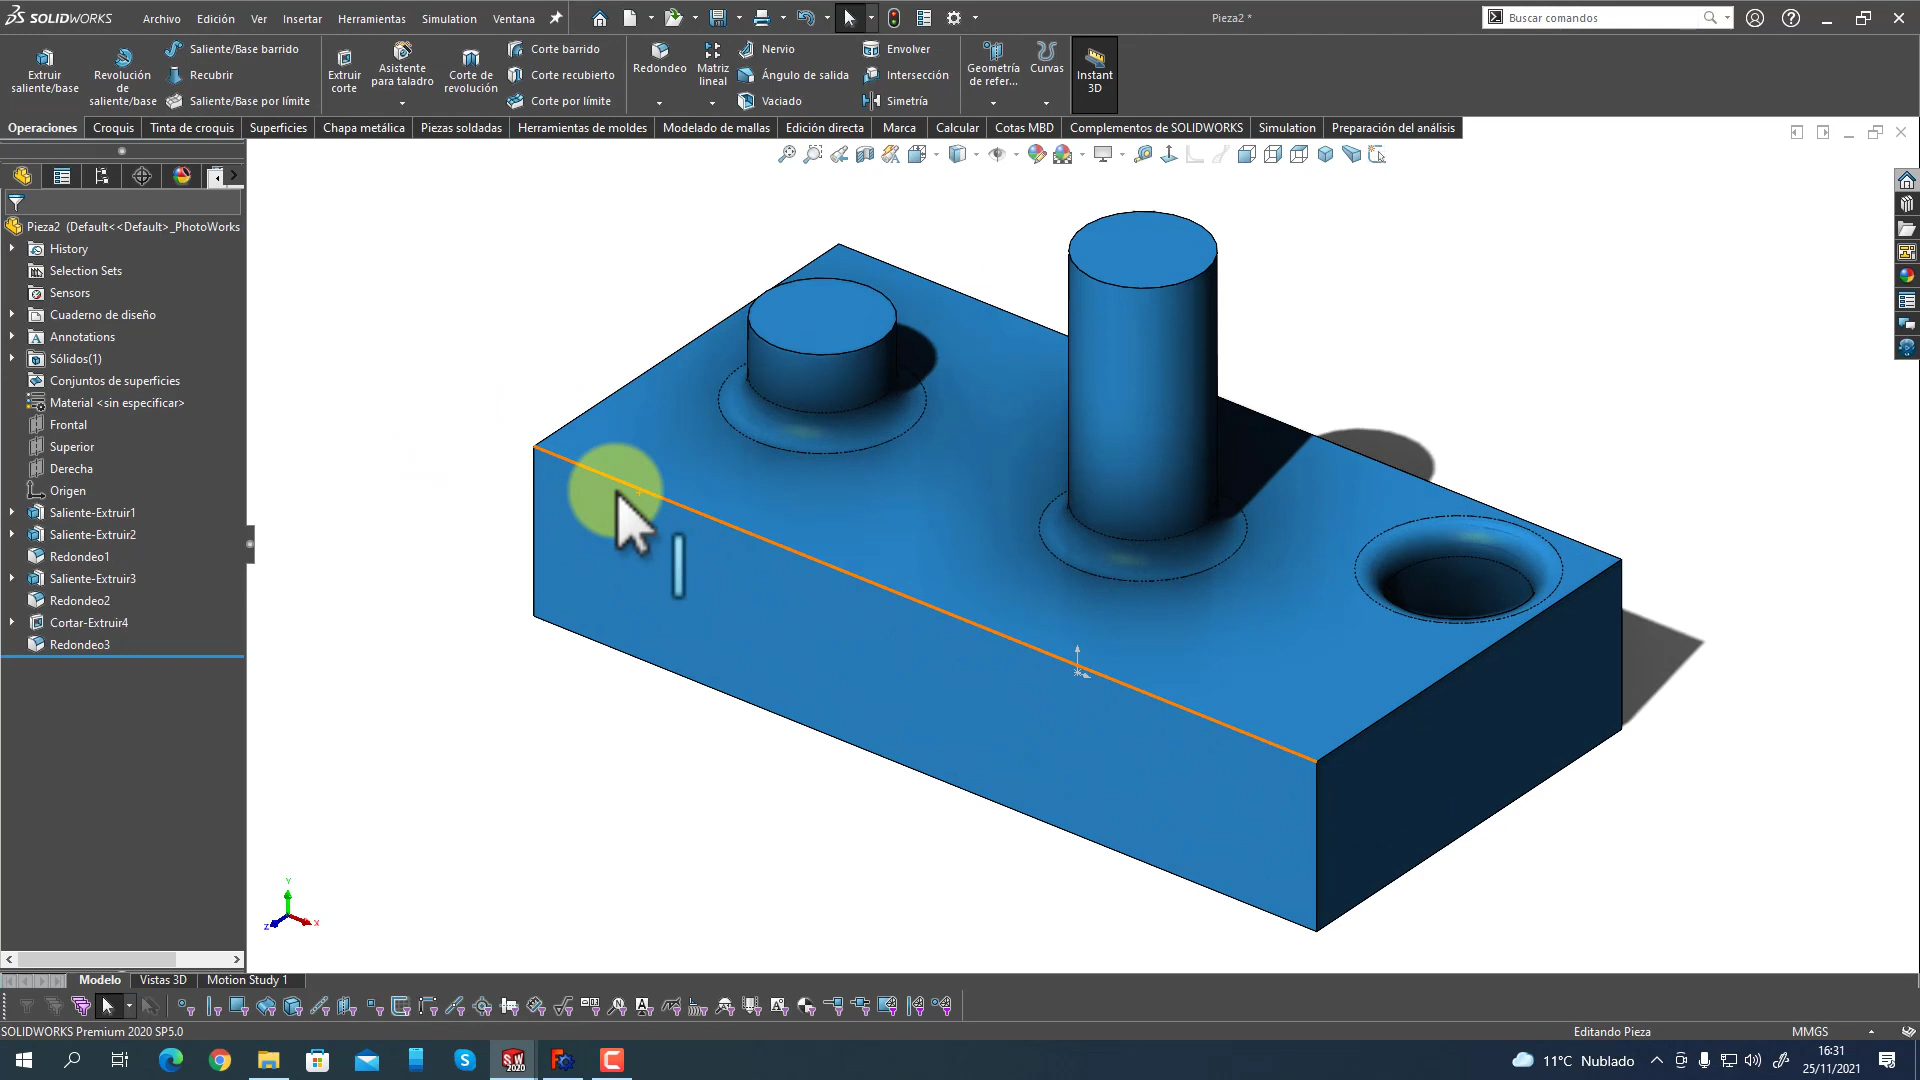 SOLIDWORKS
Archivo
Edición
Ver
Insertar
Herramientas
Simulation
Ventana
Pieza2 *
Buscar comandos
Extruir
saliente/base
Revolución
de
saliente/base
Saliente/Base barrido
Recubrir
Saliente/Base por límite
Extruir
corte
Asistente
para taladro
Corte de
revolución
Corte barrido
Corte recubierto
Corte por límite
Redondeo
Matriz
lineal
Nervio
Ángulo de salida
Vaciado
Envolver
Intersección
Simetría
Geometría
de refer...
Curvas
Instant
3D
Operaciones
Croquis
Tinta de croquis
Superficies
Chapa metálica
Piezas soldadas
Herramientas de moldes
Modelado de mallas
Edición directa
Marca
Calcular
Cotas MBD
Complementos de SOLIDWORKS
Simulation
Preparación del análisis
Pieza2 (Default<<Default>_PhotoWorks
History
Selection Sets
Sensors
Cuaderno de diseño
Annotations
Sólidos(1)
Conjuntos de superficies
Material <sin especificar>
Frontal
Superior
Derecha
Origen
Saliente-Extruir1
Saliente-Extruir2
Redondeo1
Saliente-Extruir3
Redondeo2
Cortar-Extruir4
Redondeo3
Y
X
Z
Modelo
Vistas 3D
Motion Study 1
SOLIDWORKS Premium 2020 SP5.0
Editando Pieza
MMGS
11°C Nublado
16:31
25/11/2021